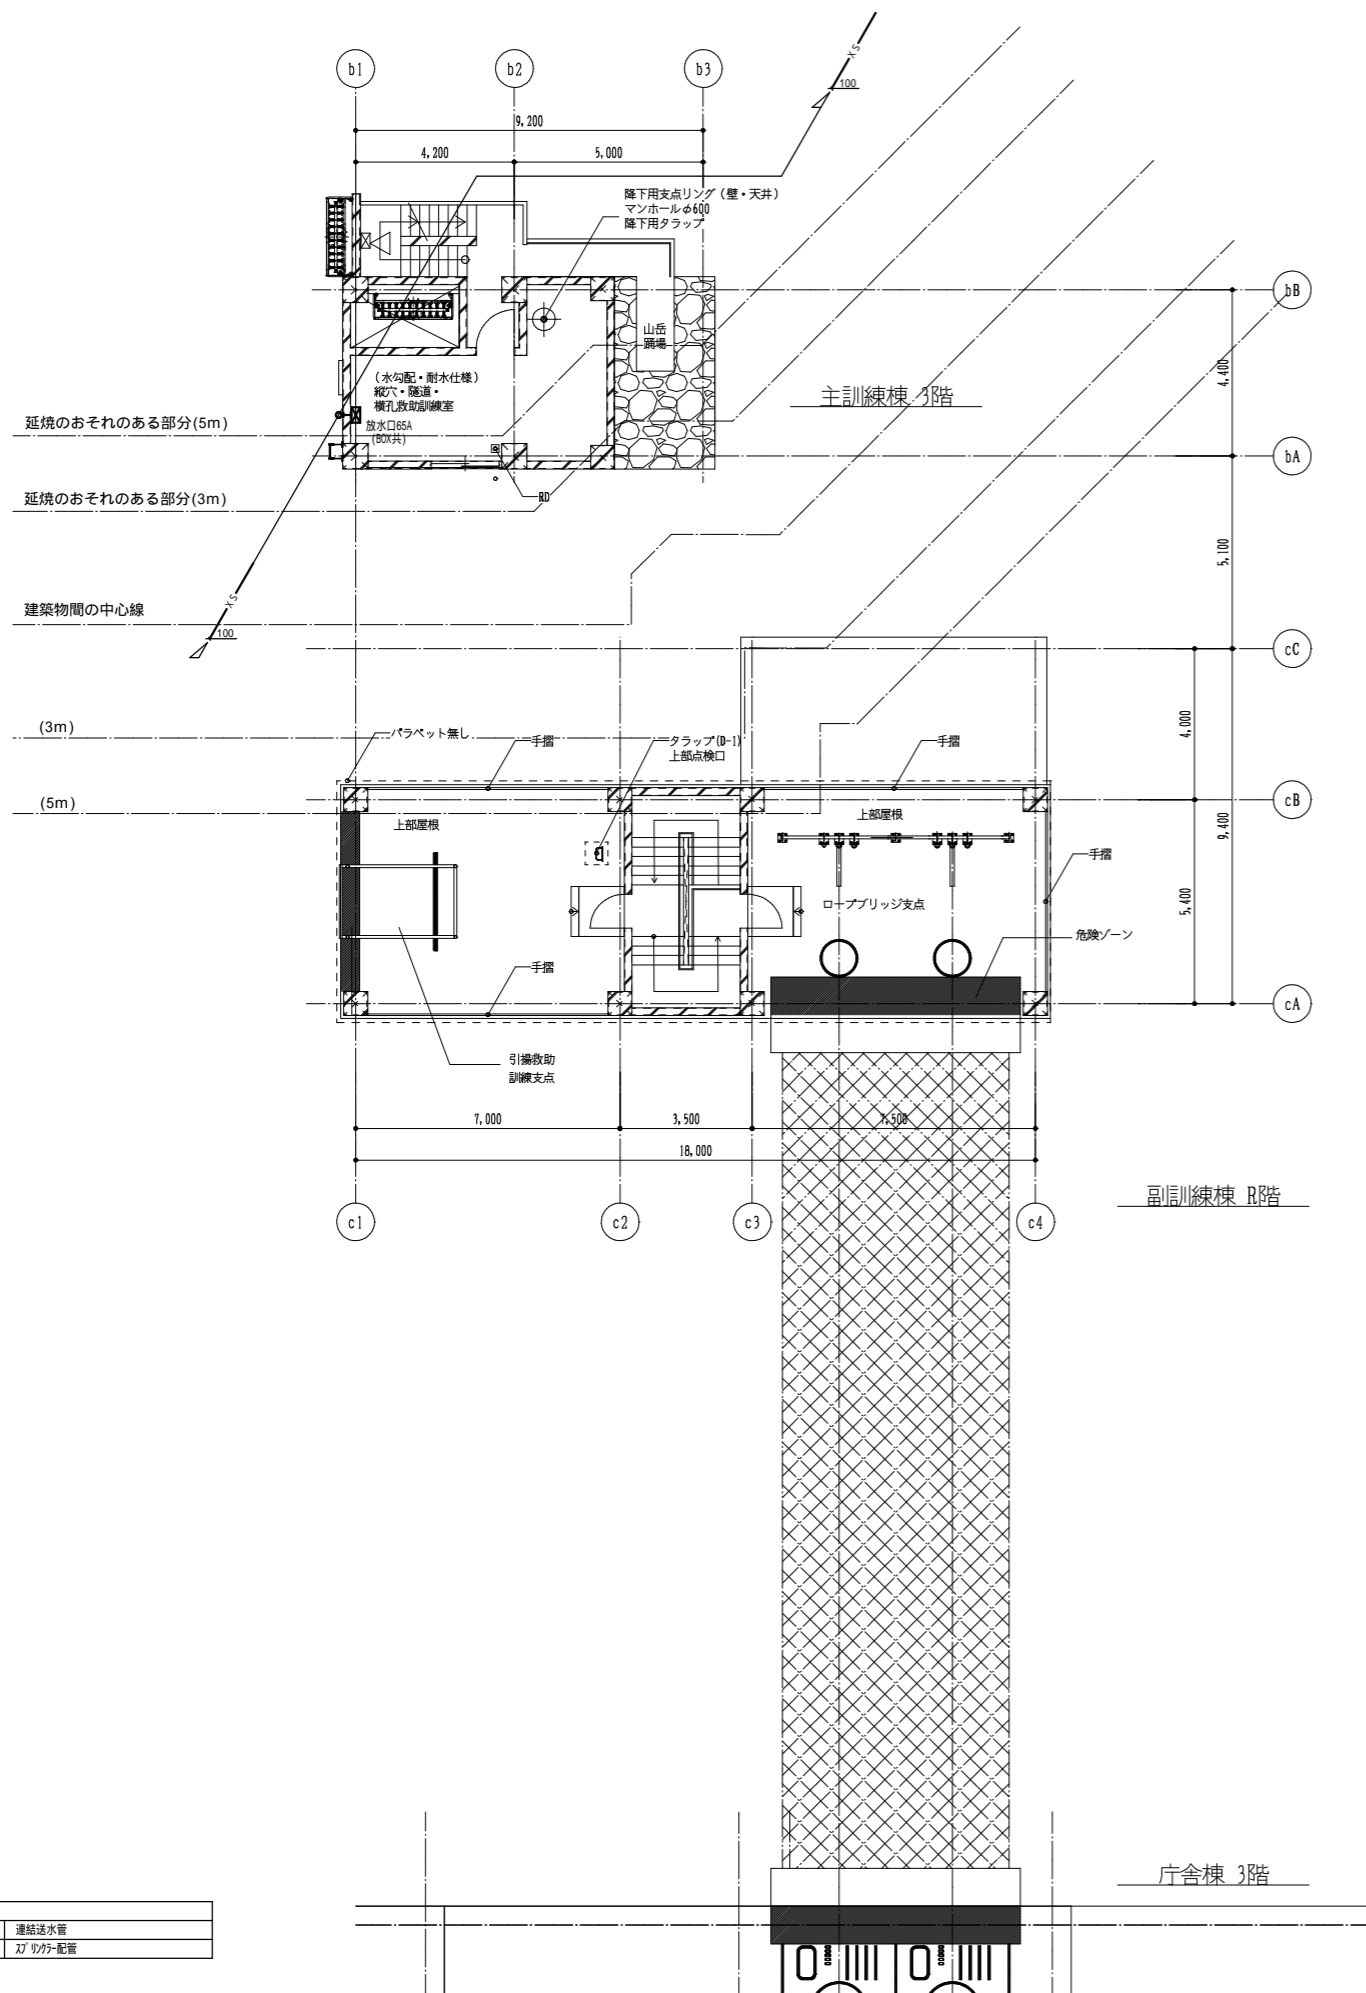 b1
b2
b3
XS
100
9,200
4,200
5,000
降下用支点リング(壁・天井)
マンホールφ600
降下用タラップ
bB
山岳
踊場
4,400
(水勾配・耐水仕様)
縦穴・隧道・
横孔救助訓練室
主訓練棟 3階
延焼のおそれのある部分(5m)
放水口65A
(BOX共)
bA
延焼のおそれのある部分(3m)
RD
5,100
建築物間の中心線
XS
100
cC
(3m)
パラペット無し
手摺
タラップ(D-1)
上部点検口
手摺
4,000
(5m)
cB
上部屋根
上部屋根
9,400
手摺
ロープブリッジ支点
5,400
危険ゾーン
手摺
cA
引揚救助
訓練支点
7,000
3,500
7,500
18,000
副訓練棟 R階
c1
c2
c3
c4
庁舎棟 3階
連結送水管
スプリンクラー配管